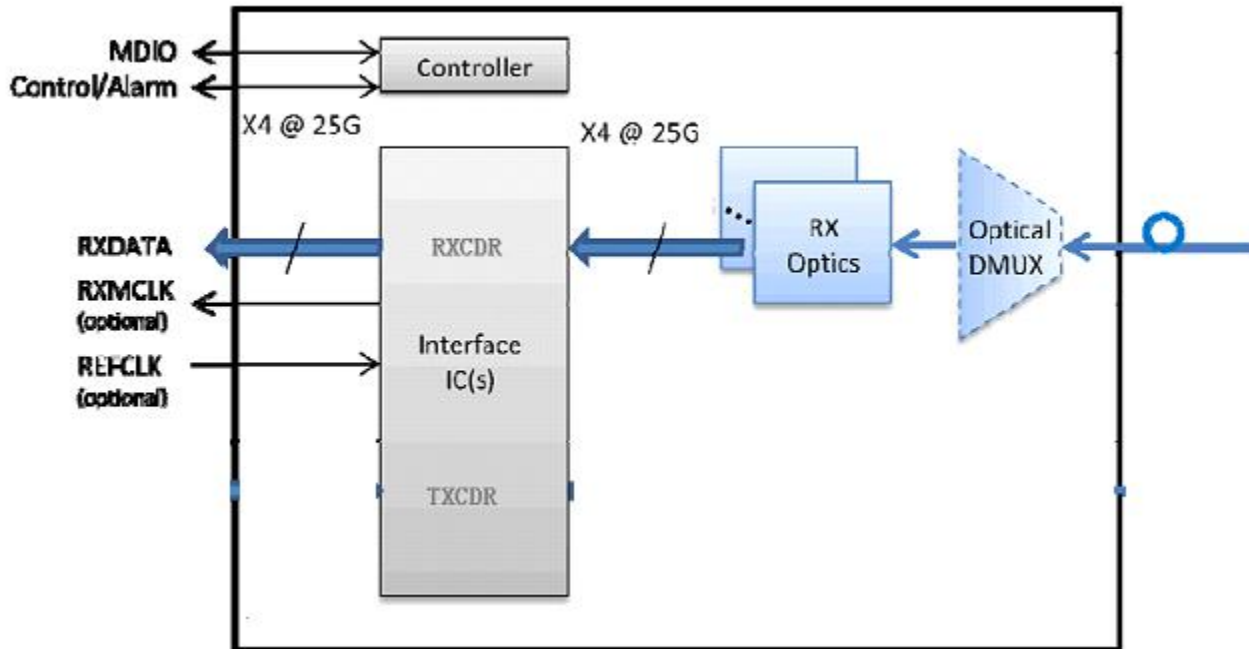 MDIO
Control/Alarm
Controller
X4 @ 25G
X4 @ 25G
RXDATA
RXCDR
RX
Optics
Optical
DMUX
RXMCLK
(optional)
REFCLK
(optional)
Interface
IC(s)
TXCDR